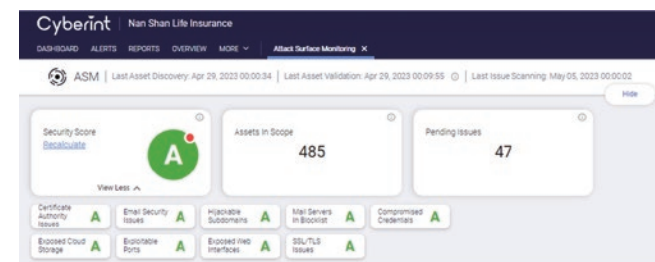 Cyberint Nan Shan Life Insurance
DASHBOARD ALERTS REPORTS OVERVIEW MORE Attack Surface Monitoring ×
ASM | Last Asset Discovery: Apr 29, 2023 00:00:34 | Last Asset Validation: Apr 29, 2023 00:09:55 | Last Issue Scanning: May 05, 2023 00:00:02
Hide
Security Score
Recalculate
A
View Less
Assets In Scope
485
Pending Issues
47
Certificate
Authority
Issues
A
Email Security
Issues
A
Hijackable
Subdomains
A
Mail Servers
in Blocklist
A
Compromised
Credentials
A
Exposed Cloud
Storage
A
Exploitable
Ports
A
Exposed Web
Interfaces
A
SSL/TLS
Issues
A